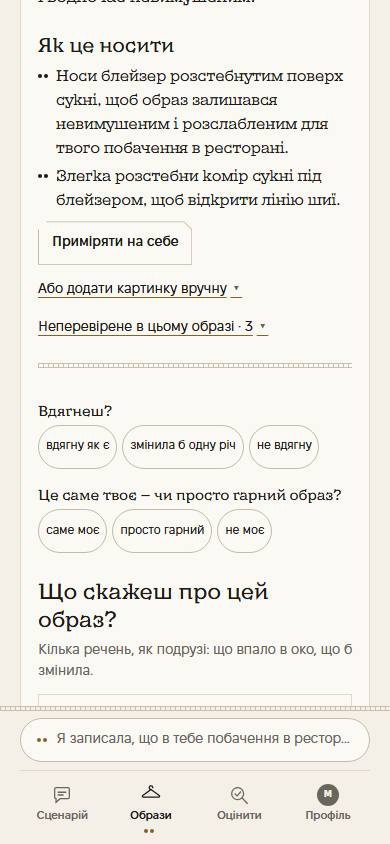 Як це носити
•• Носи блейзер розстебнутим поверх
сукні, щоб образ залишався
невимушеним і розслабленим для
твого побачення в ресторані.
•• Злегка розстебни комір сукні під
блейзером, щоб відкрити лінію шиї.
Приміряти на себе
Або додати картинку вручну ▾
Неперевірене в цьому образі · 3 ▾
Вдягнеш?
вдягну як є
змінила б одну річ
не вдягну
Це саме твоє – чи просто гарний образ?
саме моє
просто гарний
не моє
Що скажеш про цей
образ?
Кілька речень, як подрузі: що впало в око, що б
змінила.
•• Я записала, що в тебе побачення в рестор...
Сценарій
Образи
Оцінити
М
Профіль